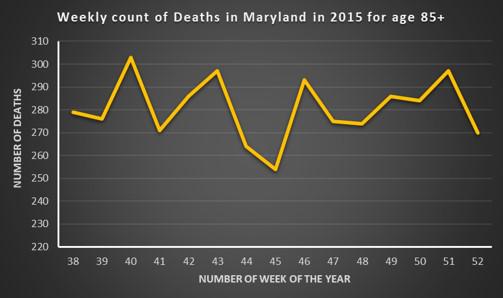 Weekly count of Deaths in Maryland in 2015 for age 85+
310
300
290
280
270
260
250
240
230
220
NUMBER OF DEATHS
38 39 40 41 42 43 44 45 46 47 48 49 50 51 52
NUMBER OF WEEK OF THE YEAR